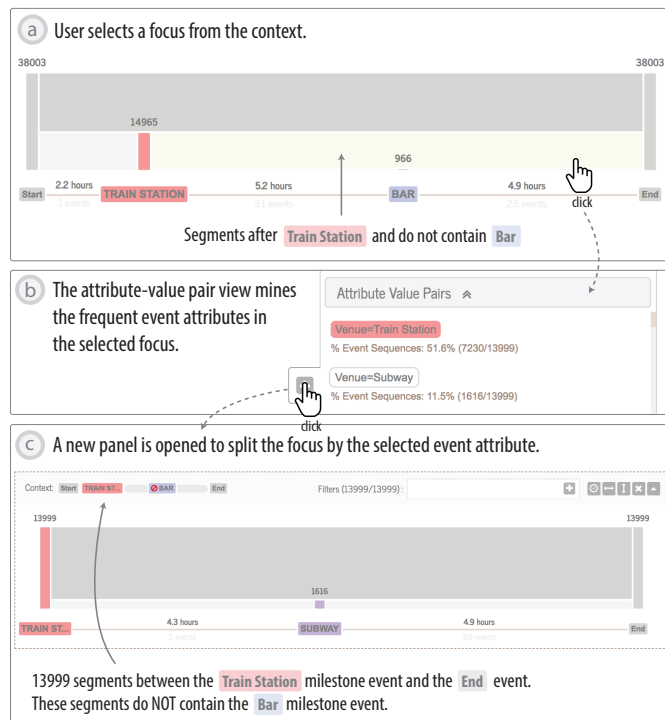 a User selects a focus from the context.
38003 38003
14965
966
2.2 hours 5.2 hours 4.9 hours
Start TRAIN STATION BAR End
1 events 3.1 events 2.6 events
click
Segments after Train Station and do not contain Bar
b The attribute-value pair view mines
the frequent event attributes in
the selected focus.
Attribute Value Pairs
Venue=Train Station
% Event Sequences: 51.6% (7230/13999)
Venue=Subway
% Event Sequences: 11.5% (1616/13999)
click
c A new panel is opened to split the focus by the selected event attribute.
Context: Start TRAIN ST... BAR End Filters (13999/13999) :
13999 13999
1616
4.3 hours 4.9 hours
TRAIN ST... SUBWAY End
2 events 3.6 events
13999 segments between the Train Station milestone event and the End event.
These segments do NOT contain the Bar milestone event.